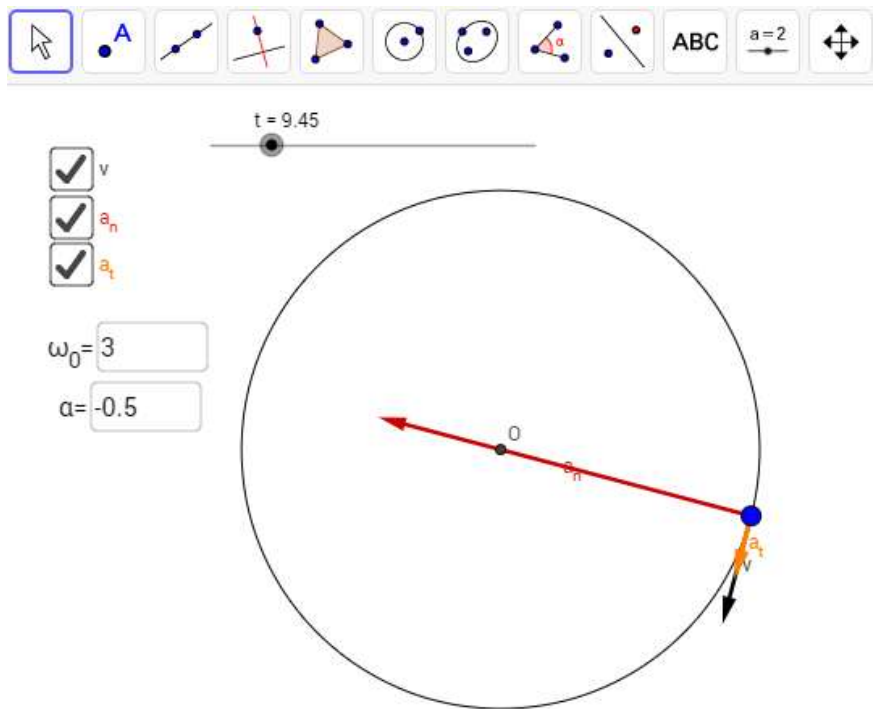 A
α
ABC
a = 2
t = 9.45
v
aₙ
aₜ
ω₀= 3
α= -0.5
O
aₙ
aₜ
v